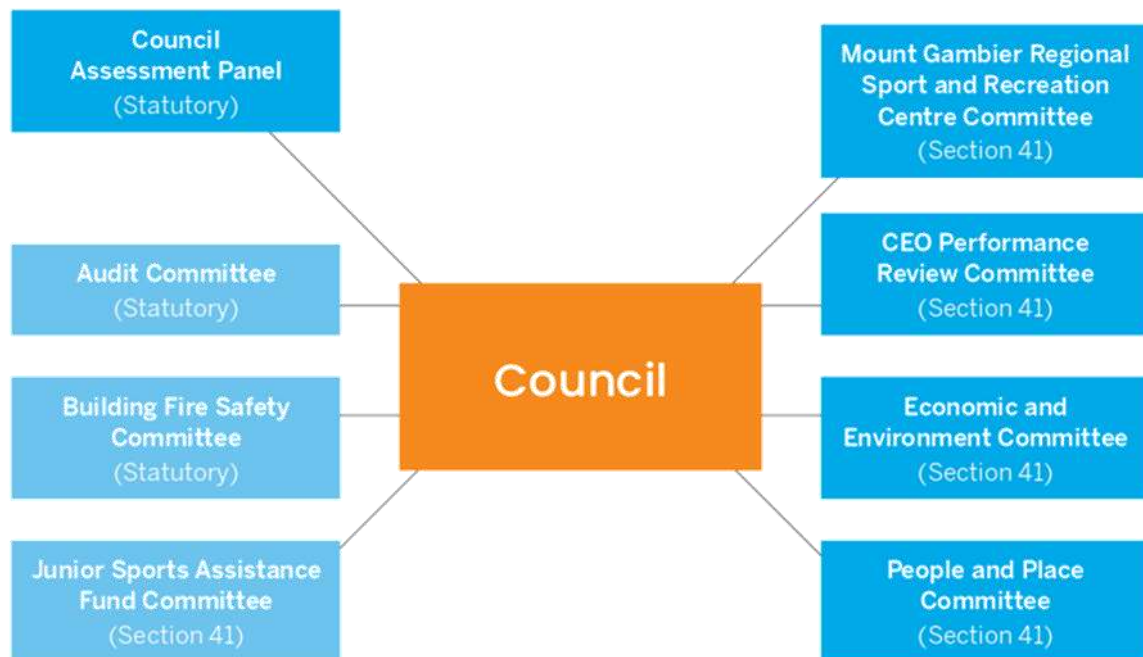 Council
Assessment Panel
(Statutory)
Audit Committee
(Statutory)
Building Fire Safety
Committee
(Statutory)
Junior Sports Assistance
Fund Committee
(Section 41)
Council
Mount Gambier Regional
Sport and Recreation
Centre Committee
(Section 41)
CEO Performance
Review Committee
(Section 41)
Economic and
Environment Committee
(Section 41)
People and Place
Committee
(Section 41)